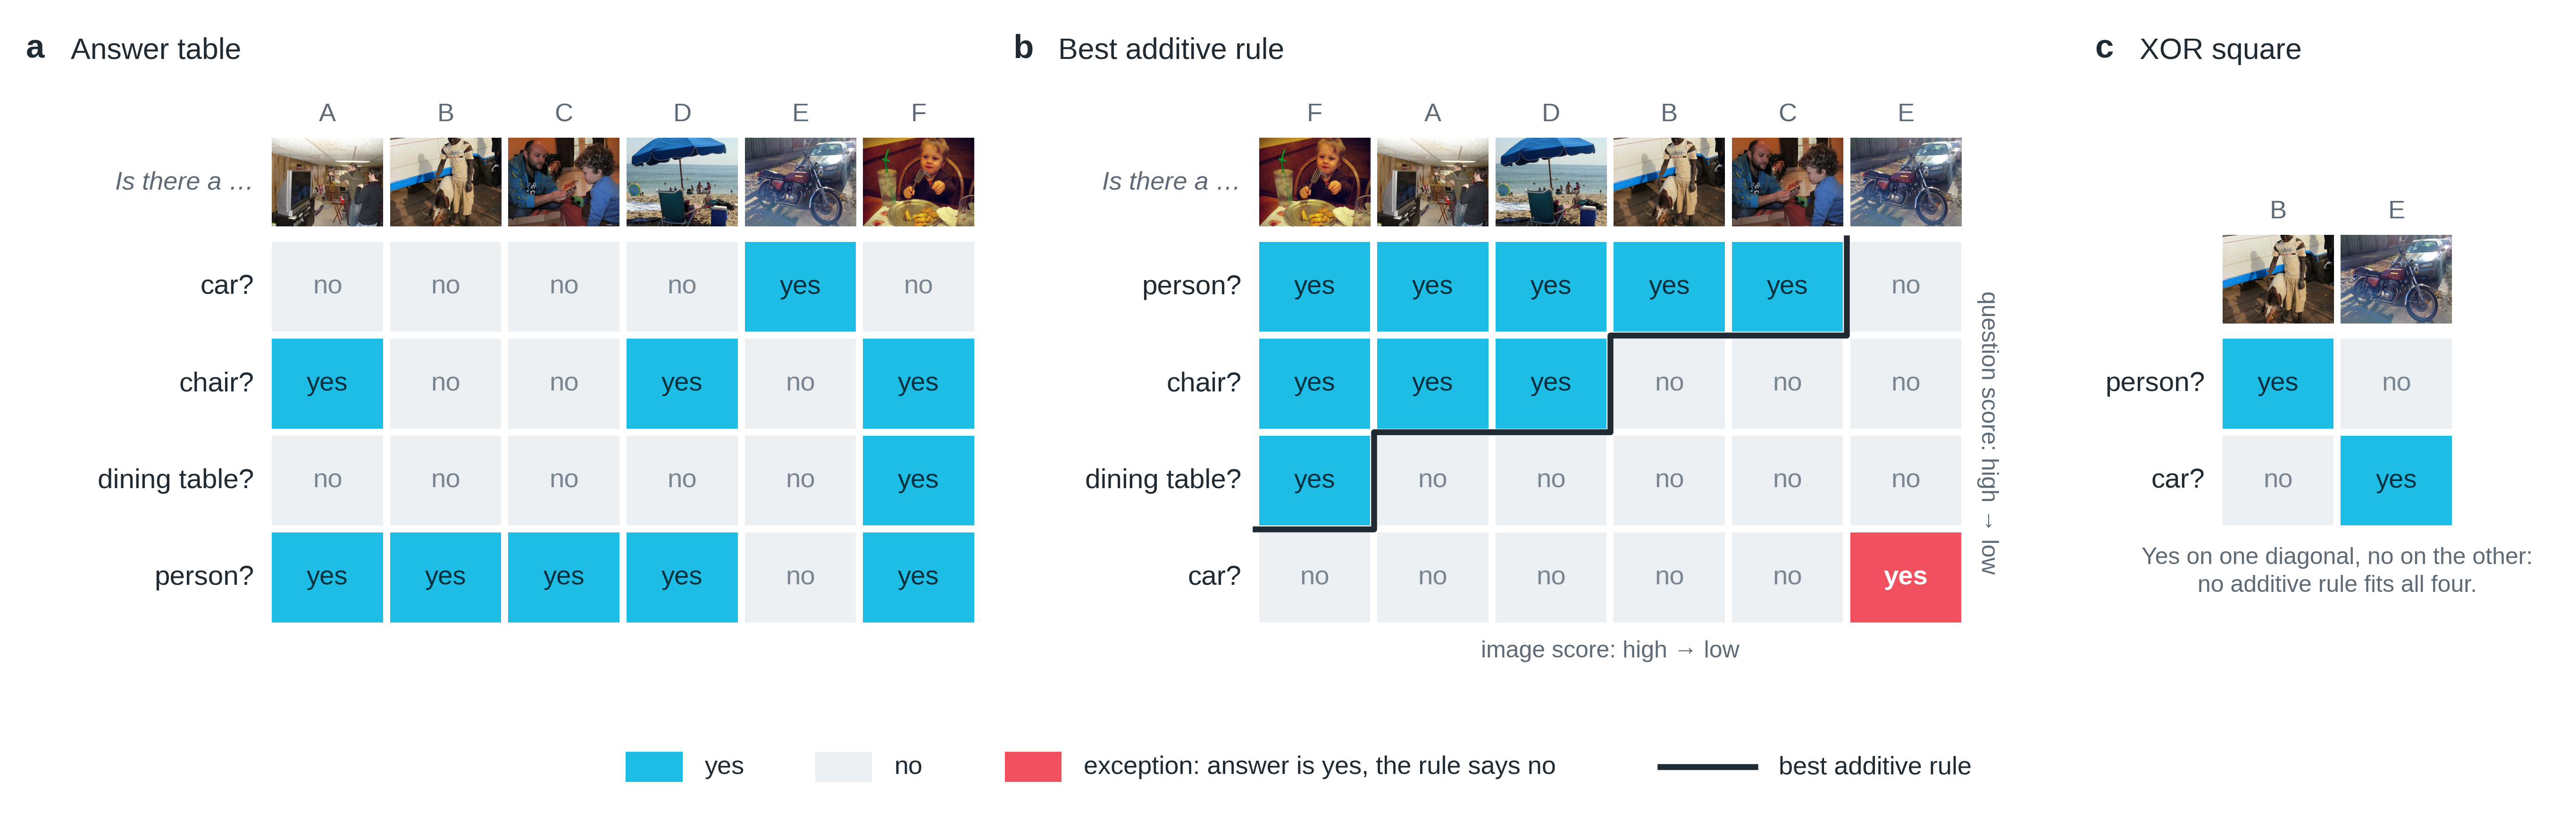 a Answer table
A B C D E F
Is there a …
car? no no no no yes no
chair? yes no no yes no yes
dining table? no no no no no yes
person? yes yes yes yes no yes
b Best additive rule
F A D B C E
Is there a …
person? yes yes yes yes yes no
chair? yes yes yes no no no
dining table? yes no no no no no
car? no no no no no yes
question score: high → low
image score: high → low
c XOR square
B E
person? yes no
car? no yes
Yes on one diagonal, no on the other:
no additive rule fits all four.
yes no exception: answer is yes, the rule says no best additive rule